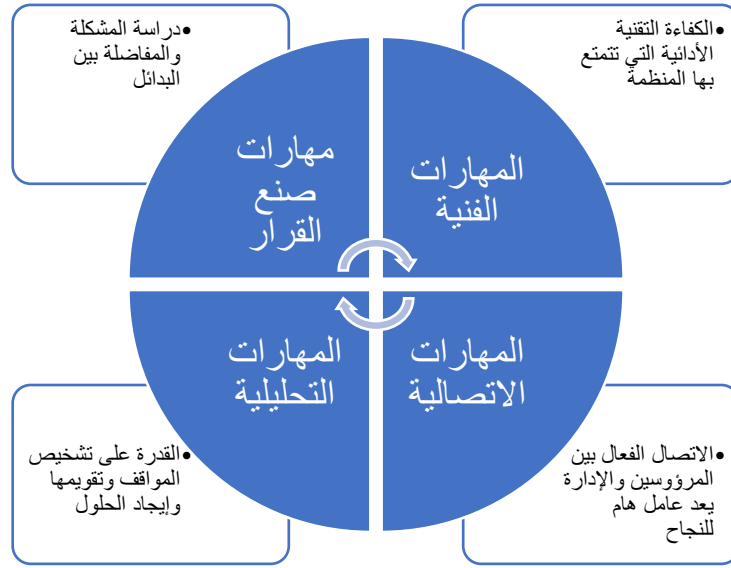 •الكفاءة التقنية
الأدائية التي تتمتع
بها المنظمة
•دراسة المشكلة
والمفاضلة بين
البدائل
المهارات
الفنية
مهارات
صنع
القرار
المهارات
الاتصالية
المهارات
التحليلية
•الاتصال الفعال بين
المرؤوسين والإدارة
يعد عامل هام
للنجاح
•القدرة على تشخيص
المواقف وتقويمها
وإيجاد الحلول